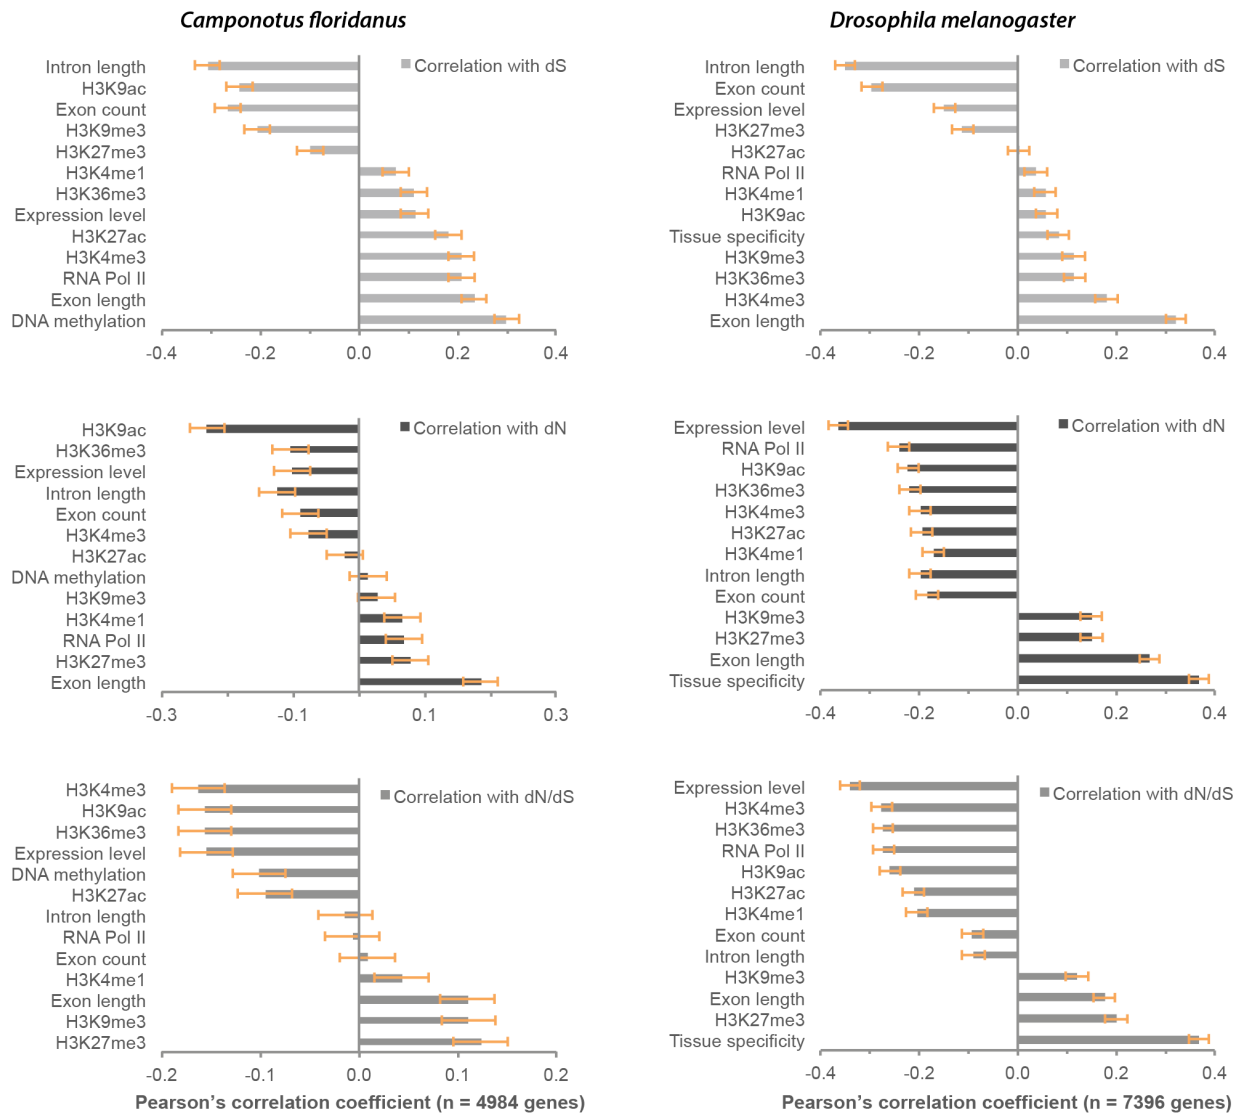 Camponotus floridanus
Correlation with dS
Intron length
H3K9ac
Exon count
H3K9me3
H3K27me3
H3K4me1
H3K36me3
Expression level
H3K27ac
H3K4me3
RNA Pol II
Exon length
DNA methylation
-0.4 -0.2 0.0 0.2 0.4
Correlation with dN
H3K9ac
H3K36me3
Expression level
Intron length
Exon count
H3K4me3
H3K27ac
DNA methylation
H3K9me3
H3K4me1
RNA Pol II
H3K27me3
Exon length
-0.3 -0.1 0.1 0.3
Correlation with dN/dS
H3K4me3
H3K9ac
H3K36me3
Expression level
DNA methylation
H3K27ac
Intron length
RNA Pol II
Exon count
H3K4me1
Exon length
H3K9me3
H3K27me3
-0.2 -0.1 0.0 0.1 0.2
Pearson’s correlation coefficient (n = 4984 genes)
Drosophila melanogaster
Correlation with dS
Intron length
Exon count
Expression level
H3K27me3
H3K27ac
RNA Pol II
H3K4me1
H3K9ac
Tissue specificity
H3K9me3
H3K36me3
H3K4me3
Exon length
-0.4 -0.2 0.0 0.2 0.4
Correlation with dN
Expression level
RNA Pol II
H3K9ac
H3K36me3
H3K4me3
H3K27ac
H3K4me1
Intron length
Exon count
H3K9me3
H3K27me3
Exon length
Tissue specificity
-0.4 -0.2 0.0 0.2 0.4
Correlation with dN/dS
Expression level
H3K4me3
H3K36me3
RNA Pol II
H3K9ac
H3K27ac
H3K4me1
Exon count
Intron length
H3K9me3
Exon length
H3K27me3
Tissue specificity
-0.4 -0.2 0.0 0.2 0.4
Pearson’s correlation coefficient (n = 7396 genes)